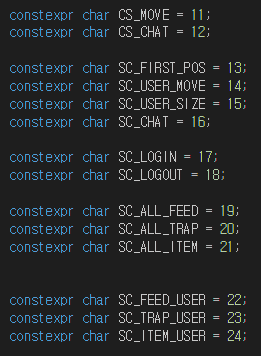 constexpr char CS_MOVE = 11;
constexpr char CS_CHAT = 12;
constexpr char SC_FIRST_POS = 13;
constexpr char SC_USER_MOVE = 14;
constexpr char SC_USER_SIZE = 15;
constexpr char SC_CHAT = 16;
constexpr char SC_LOGIN = 17;
constexpr char SC_LOGOUT = 18;
constexpr char SC_ALL_FEED = 19;
constexpr char SC_ALL_TRAP = 20;
constexpr char SC_ALL_ITEM = 21;
constexpr char SC_FEED_USER = 22;
constexpr char SC_TRAP_USER = 23;
constexpr char SC_ITEM_USER = 24;